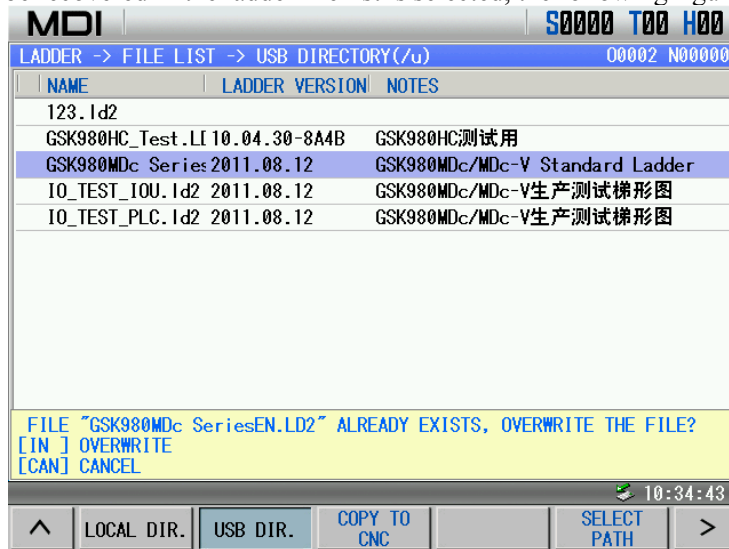 MDI S0000 T00 H00
LADDER -> FILE LIST -> USB DIRECTORY(/u) O0002 N00000
NAME LADDER VERSION NOTES
123.ld2
GSK980HC_Test.L 10.04.30-8A4B GSK980HC测试用
GSK980MDc Series 2011.08.12 GSK980MDc/MDc-V Standard Ladder
IO_TEST_IOU.ld2 2011.08.12 GSK980MDc/MDc-V生产测试梯形图
IO_TEST_PLC.ld2 2011.08.12 GSK980MDc/MDc-V生产测试梯形图
FILE "GSK980MDc SeriesEN.LD2" ALREADY EXISTS, OVERWRITE THE FILE?
[IN ] OVERWRITE
[CAN] CANCEL
10:34:43
^ LOCAL DIR. USB DIR. COPY TO CNC SELECT PATH >